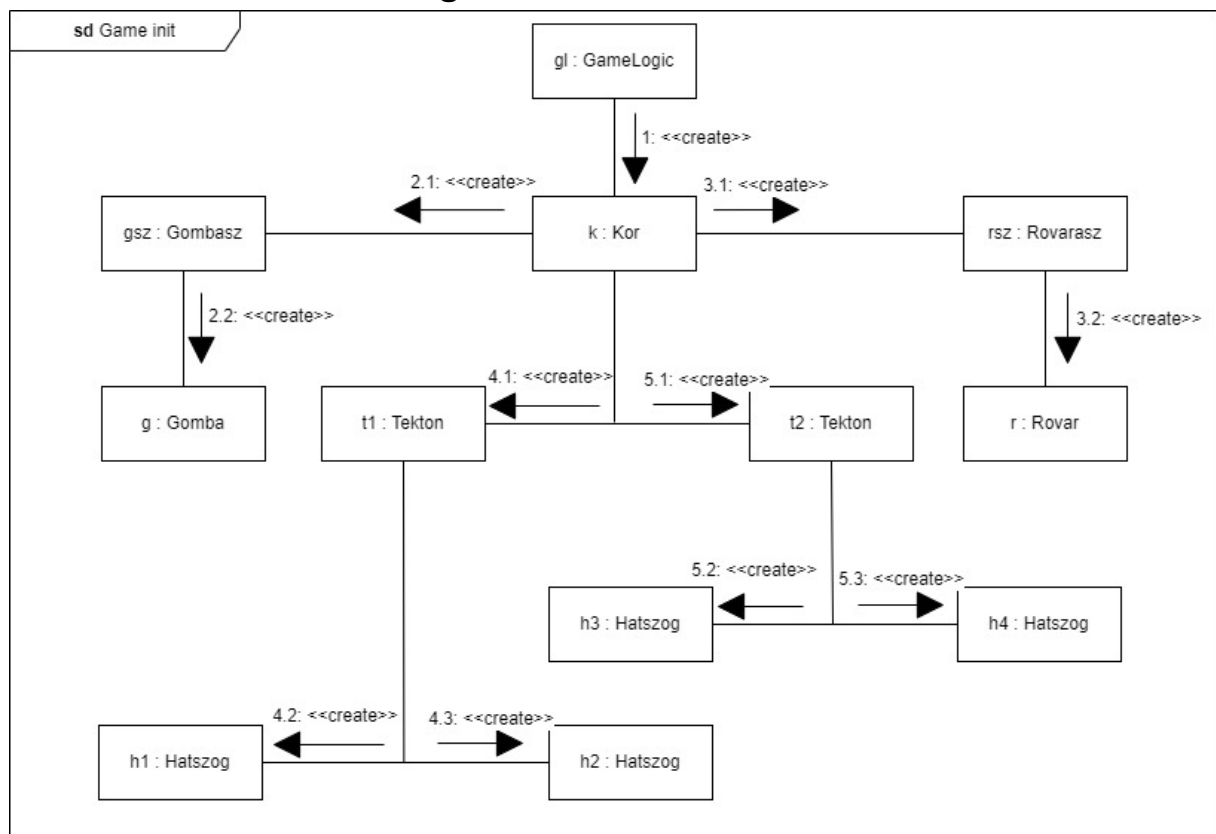 sd Game init
gl : GameLogic
1: <<create>>
2.1: <<create>>
3.1: <<create>>
gsz : Gombasz
k : Kor
rsz : Rovarasz
2.2: <<create>>
3.2: <<create>>
4.1: <<create>>
5.1: <<create>>
g : Gomba
t1 : Tekton
t2 : Tekton
r : Rovar
5.2: <<create>>
5.3: <<create>>
h3 : Hatszog
h4 : Hatszog
4.2: <<create>>
4.3: <<create>>
h1 : Hatszog
h2 : Hatszog